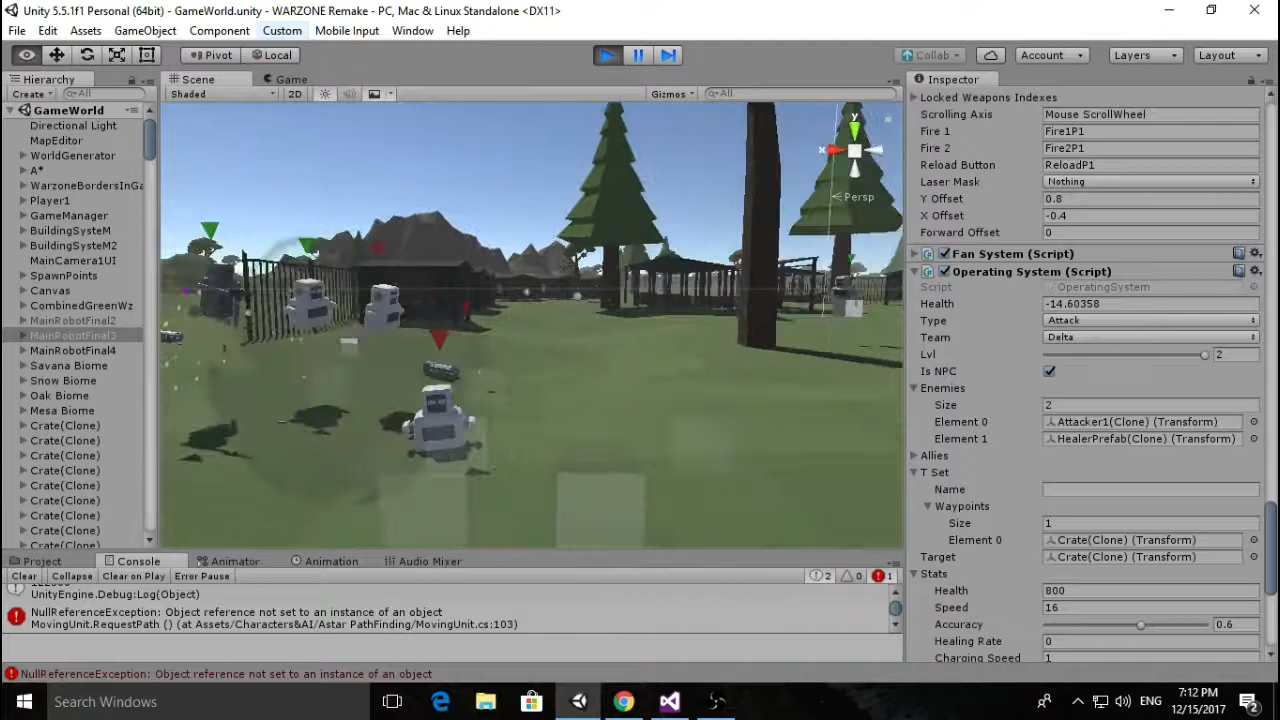 Unity 5.5.1f1 Personal (64bit) - GameWorld.unity - WARZONE Remake - PC, Mac & Linux Standalone <DX11>
File Edit Assets GameObject Component Custom Mobile Input Window Help
Pivot Local Collab Account Layers Layout
Hierarchy
Create All
GameWorld
Directional Light
MapEditor
WorldGenerator
A*
WarzoneBordersInGa
Player1
GameManager
BuildingSysteM
BuildingSysteM2
MainCamera1UI
SpawnPoints
Canvas
CombinedGreenWz
MainRobotFinal2
MainRobotFinal3
MainRobotFinal4
Savana Biome
Snow Biome
Oak Biome
Mesa Biome
Crate(Clone)
Crate(Clone)
Crate(Clone)
Crate(Clone)
Crate(Clone)
Crate(Clone)
Crate(Clone)
Crate(Clone)
Crate(Clone)
Scene Game
Shaded 2D Gizmos All
y
x
Persp
Inspector
Locked Weapons Indexes
Scrolling Axis Mouse ScrollWheel
Fire 1 Fire1P1
Fire 2 Fire2P1
Reload Button ReloadP1
Laser Mask Nothing
Y Offset 0.8
X Offset -0.4
Forward Offset 0
Fan System (Script)
Operating System (Script)
Script OperatingSystem
Health -14.60358
Type Attack
Team Delta
Lvl 2
Is NPC
Enemies
Size 2
Element 0 Attacker1(Clone) (Transform)
Element 1 HealerPrefab(Clone) (Transform)
Allies
T Set
Name
Waypoints
Size 1
Element 0 Crate(Clone) (Transform)
Target Crate(Clone) (Transform)
Stats
Health 800
Speed 16
Accuracy 0.6
Healing Rate 0
Charging Speed 1
Project Console Animator Animation Audio Mixer
Clear Collapse Clear on Play Error Pause 2 0 1
UnityEngine.Debug:Log(Object)
NullReferenceException: Object reference not set to an instance of an object
MovingUnit.RequestPath () (at Assets/Characters&AI/Astar PathFinding/MovingUnit.cs:103)
NullReferenceException: Object reference not set to an instance of an object
Search Windows
ENG
7:12 PM
12/15/2017
2